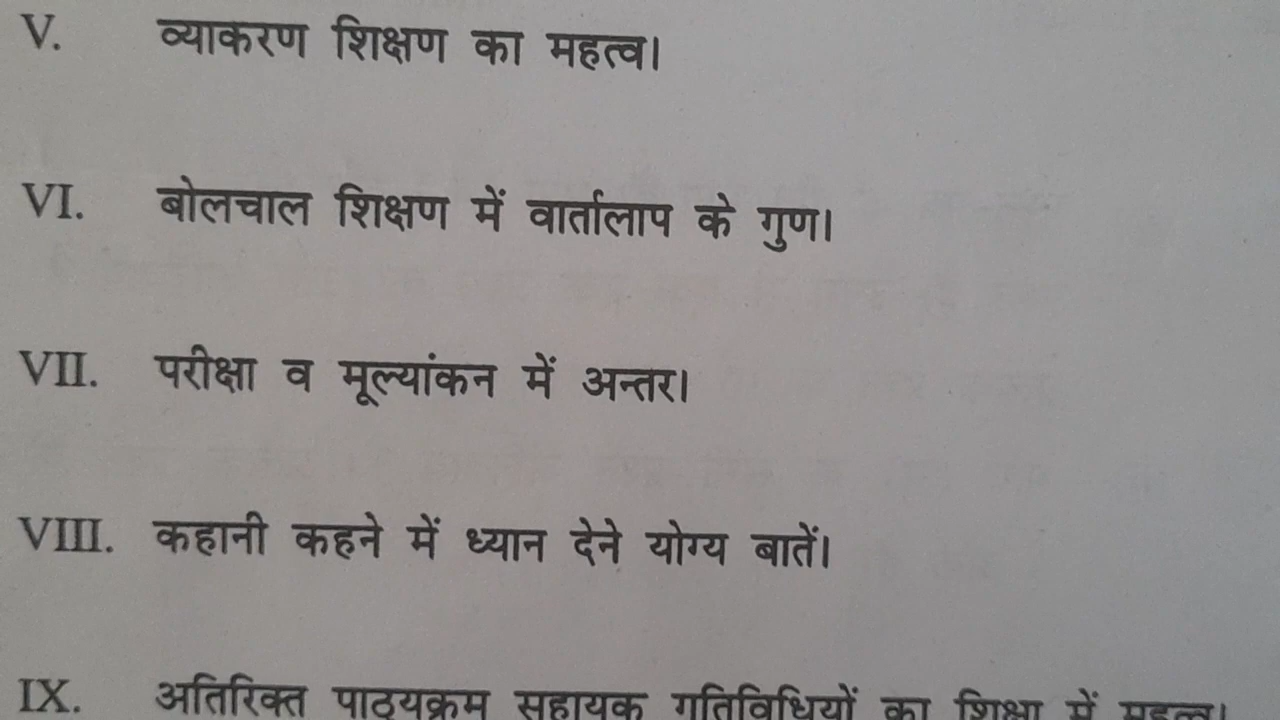 V. व्याकरण शिक्षण का महत्व।
VI. बोलचाल शिक्षण में वार्तालाप के गुण।
VII. परीक्षा व मूल्यांकन में अन्तर।
VIII. कहानी कहने में ध्यान देने योग्य बातें।
IX. अतिरिक्त पाठ्यक्रम सहायक गतिविधियों का शिक्षा में महत्व।